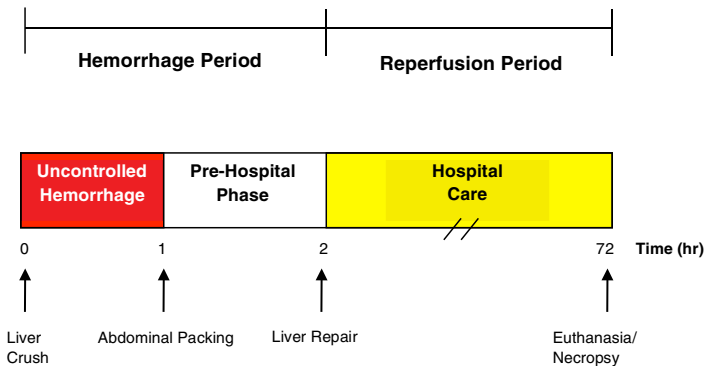 Hemorrhage Period
Reperfusion Period
Uncontrolled
Hemorrhage
Pre-Hospital
Phase
Hospital
Care
0
1
2
72
Time (hr)
Liver
Crush
Abdominal Packing
Liver Repair
Euthanasia/
Necropsy